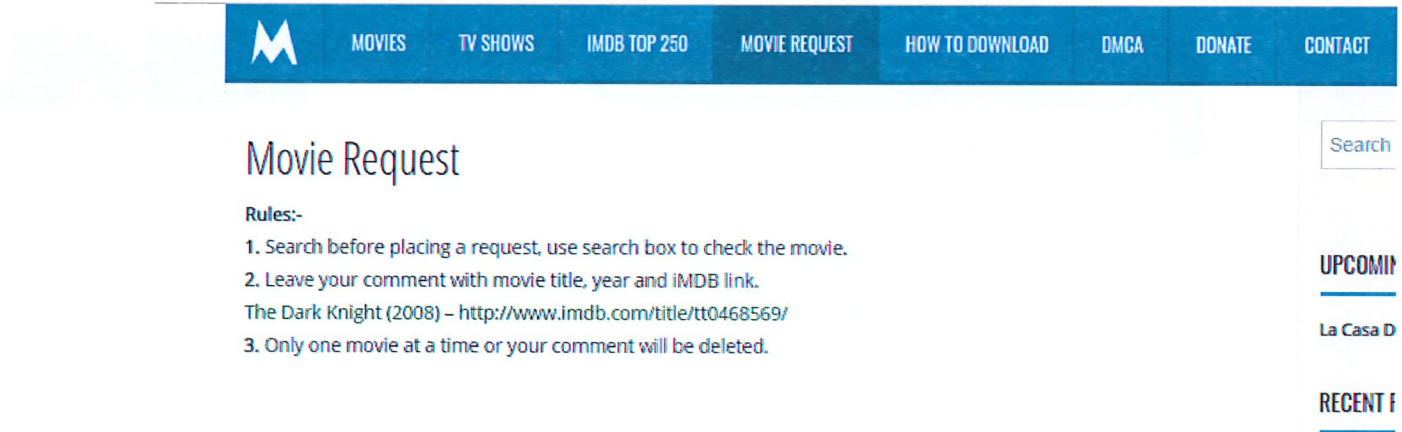 MOVIES TV SHOWS IMDB TOP 250 MOVIE REQUEST HOW TO DOWNLOAD DMCA DONATE CONTACT
Movie Request
Search
Rules:-
1. Search before placing a request, use search box to check the movie.
2. Leave your comment with movie title, year and iMDB link.
The Dark Knight (2008) – http://www.imdb.com/title/tt0468569/
3. Only one movie at a time or your comment will be deleted.
UPCOMIN
La Casa D
RECENT